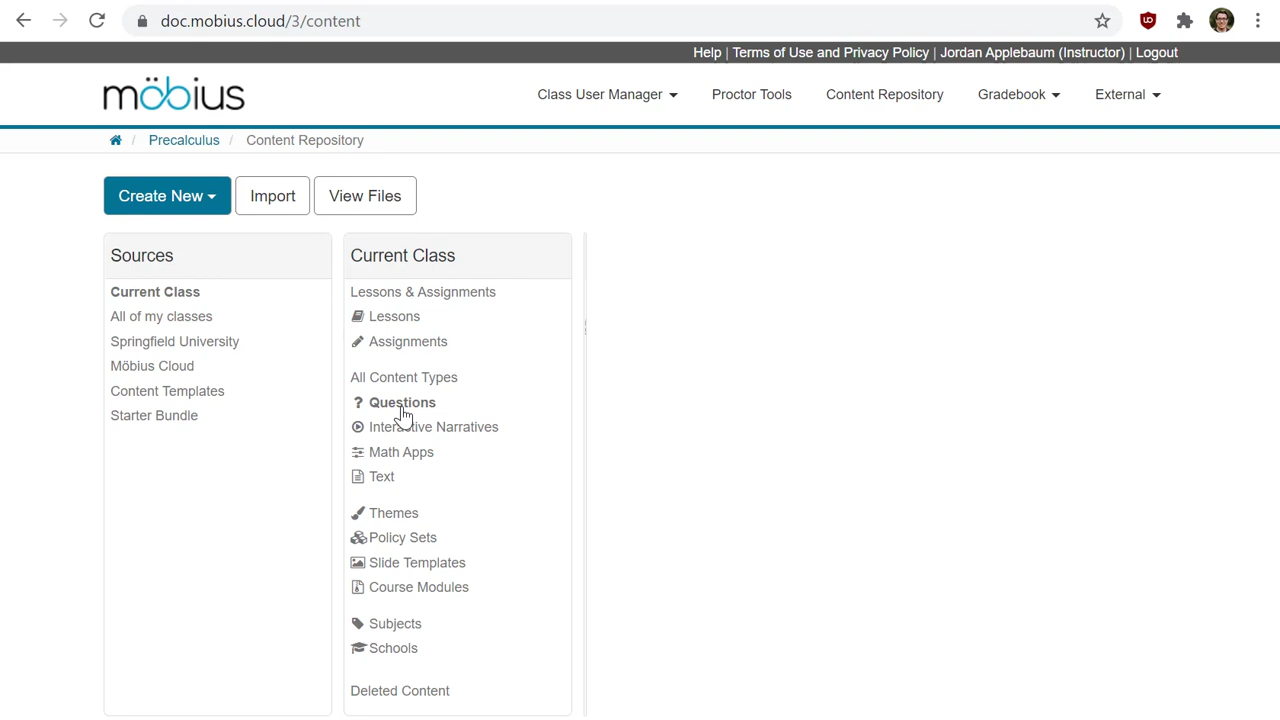 doc.mobius.cloud/3/content
Help | Terms of Use and Privacy Policy | Jordan Applebaum (Instructor) | Logout
möbius
Class User Manager
Proctor Tools
Content Repository
Gradebook
External
Precalculus / Content Repository
Create New
Import
View Files
Sources
Current Class
All of my classes
Springfield University
Möbius Cloud
Content Templates
Starter Bundle
Current Class
Lessons & Assignments
Lessons
Assignments
All Content Types
? Questions
Interactive Narratives
Math Apps
Text
Themes
Policy Sets
Slide Templates
Course Modules
Subjects
Schools
Deleted Content